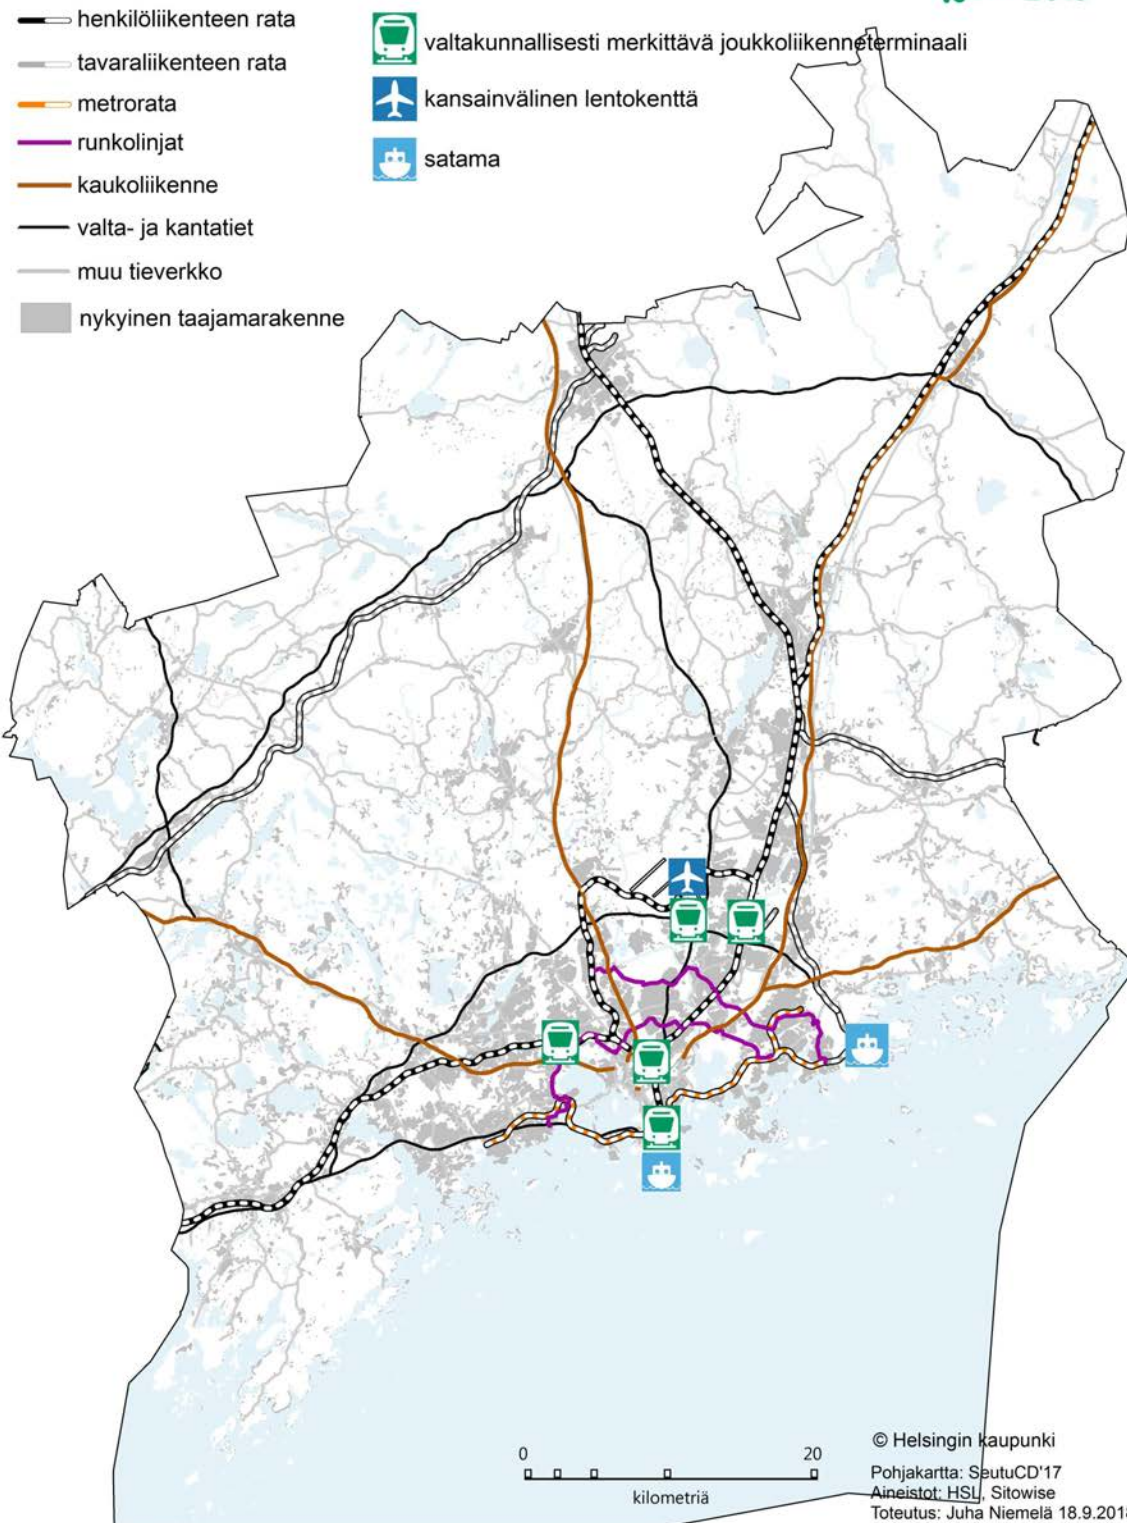 henkilöliikenteen rata
tavaraliikenteen rata
metrorata
runkolinjat
kaukoliikenne
valta- ja kantatiet
muu tieverkko
nykyinen taajamarakenne
valtakunnallisesti merkittävä joukkoliikenneterminaali
kansainvälinen lentokenttä
satama
0 20
kilometriä
© Helsingin kaupunki
Pohjakartta: SeutuCD'17
Aineistot: HSL, Sitowise
Toteutus: Juha Niemelä 18.9.2018